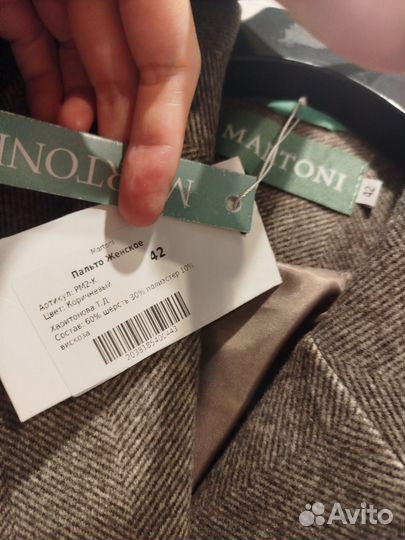 MARTONI
MARTONI
42
Martoni
Пальто Женское
42
Артикул: РМ2-К
Цвет: Коричневый
Харитонова Т.Д
Состав: 60% шерсть 30% полиэстер 10%
вискоза
Avito